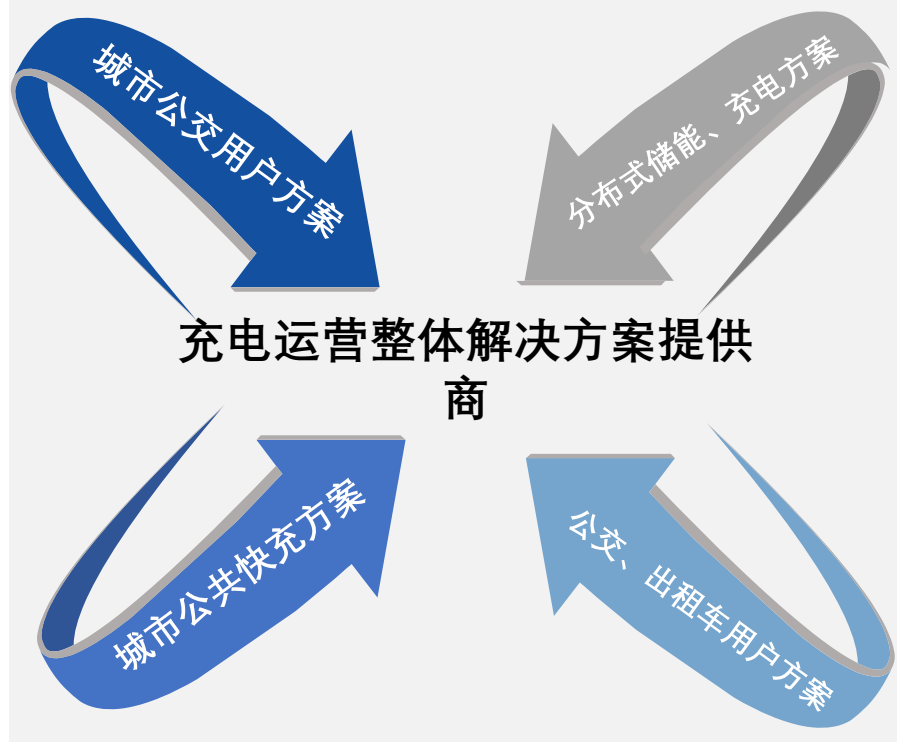 城市公交用户方案
分布式储能、充电方案
充电运营整体解决方案提供
商
城市公共快充方案
公交、出租车用户方案